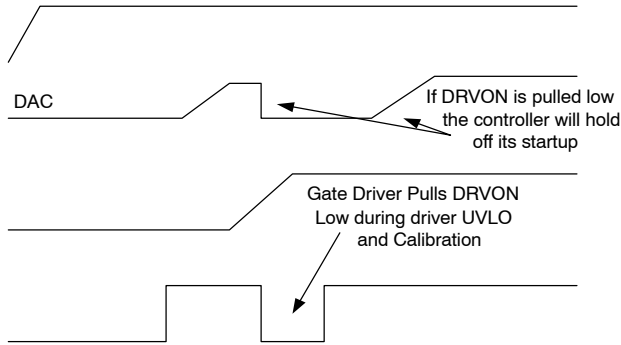 DAC
If DRVON is pulled low
the controller will hold
off its startup
Gate Driver Pulls DRVON
Low during driver UVLO
and Calibration